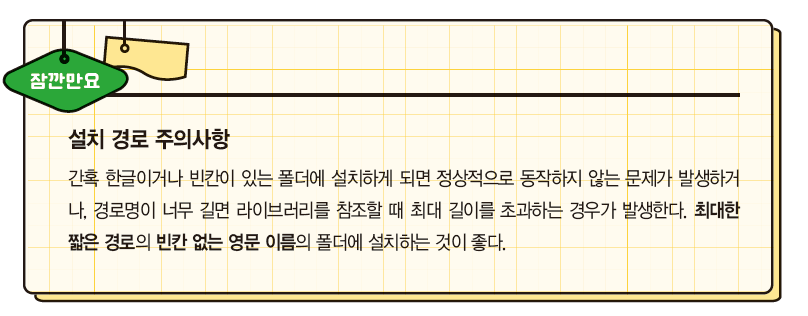 잠깐만요
설치 경로 주의사항
간혹 한글이거나 빈칸이 있는 폴더에 설치하게 되면 정상적으로 동작하지 않는 문제가 발생하거
나, 경로명이 너무 길면 라이브러리를 참조할 때 최대 길이를 초과하는 경우가 발생한다. 최대한
짧은 경로의 빈칸 없는 영문 이름의 폴더에 설치하는 것이 좋다.